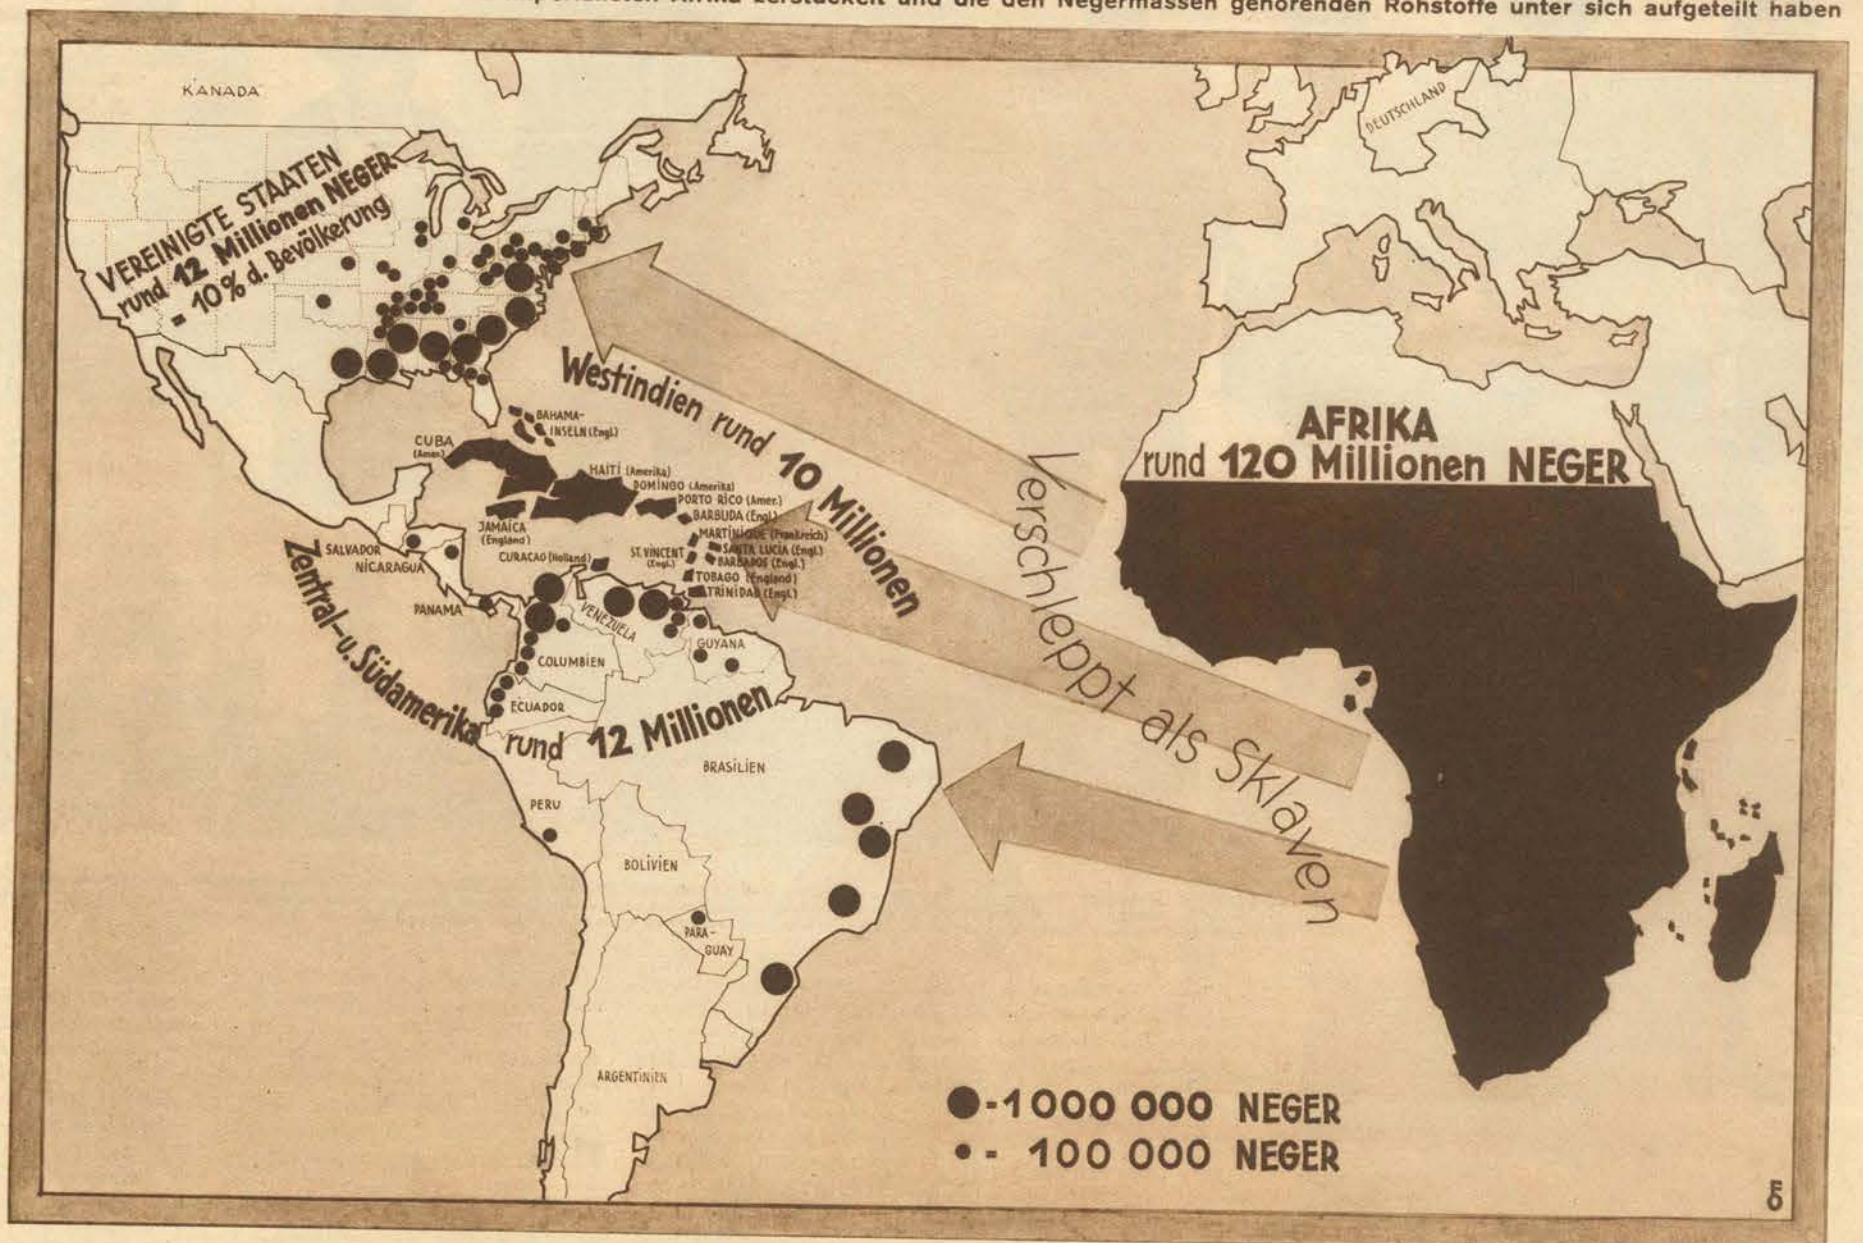 Afrika zerstückelt und die den Negermassen gehörenden Rohstoffe unter sich aufgeteilt haben
KANADA
DEUTSCHLAND
VEREINIGTE STAATEN
rund 12 Millionen NEGER
= 10% d. Bevölkerung
Westindien rund 10 Millionen
AFRIKA
rund 120 Millionen NEGER
Verschleppt als Sklaven
BAHAMA-
INSELN (Engl.)
CUBA
(Amer.)
HAITI (Amerika)
DOMINGO (Amerika)
PORTO RICO (Amer.)
BARBUDA (Engl.)
JAMAICA
(England)
MARTINIQUE (Frankreich)
SANTA LUCIA (Engl.)
ST. VINCENT
(Engl.)
BARBADOS (Engl.)
CURACAO (Holland)
TOBAGO (England)
TRINIDAD (Engl.)
SALVADOR
NICARAGUA
PANAMA
VENEZUELA
GUYANA
COLUMBIEN
ECUADOR
Zentral-u. Südamerika rund 12 Millionen
BRASILIEN
PERU
BOLIVIEN
PARA-
GUAY
ARGENTINIEN
-1000 000 NEGER
- 100 000 NEGER